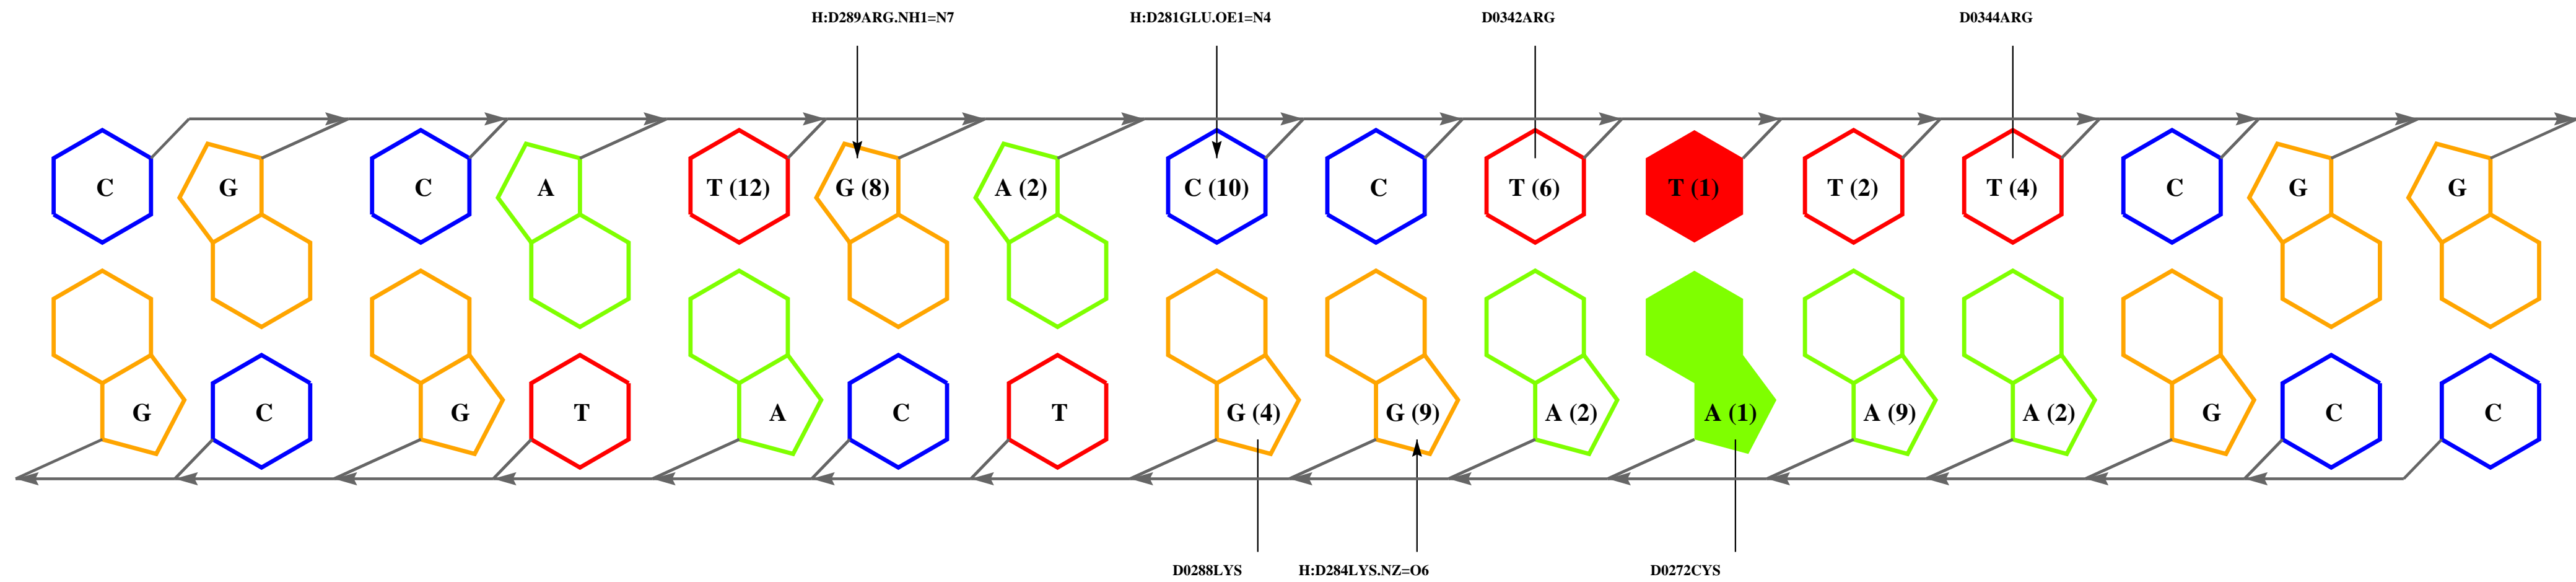 H:D289ARG.NH1=N7 H:D281GLU.OE1=N4 D0342ARG D0344ARG
C G C A T (12) G (8) A (2) C (10) C T (6) T (1) T (2) T (4) C G G
G C G T A C T G (4) G (9) A (2) A (1) A (9) A (2) G C C
D0288LYS H:D284LYS.NZ=O6 D0272CYS